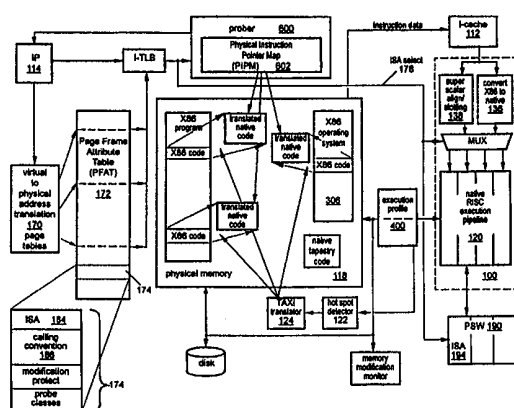 prober 600
Physical Instruction
Pointer Map
(PIPM) 602
IP
114
I-TLB
instruction data
I-cache
112
ISA select
176
super
scalar
align/
slotting
138
convert
X86 to
native
136
MUX
Page Frame
Attribute
Table
(PFAT)
172
virtual
to
physical
address
translation
170
page
tables
X86
program
X86 code
X86 code
translated
native
code
translated
native
code
translated
native
code
X86
operating
system
X86 code
306
native
tapestry
code
physical memory
118
execution
profile
400
native
RISC
execution
pipeline
120
100
174
TAXI
translator
124
hot spot
detector
122
PSW 190
ISA
194
disk
memory
modification
monitor
ISA 184
calling
convention
186
modification
protect
probe
classes
174